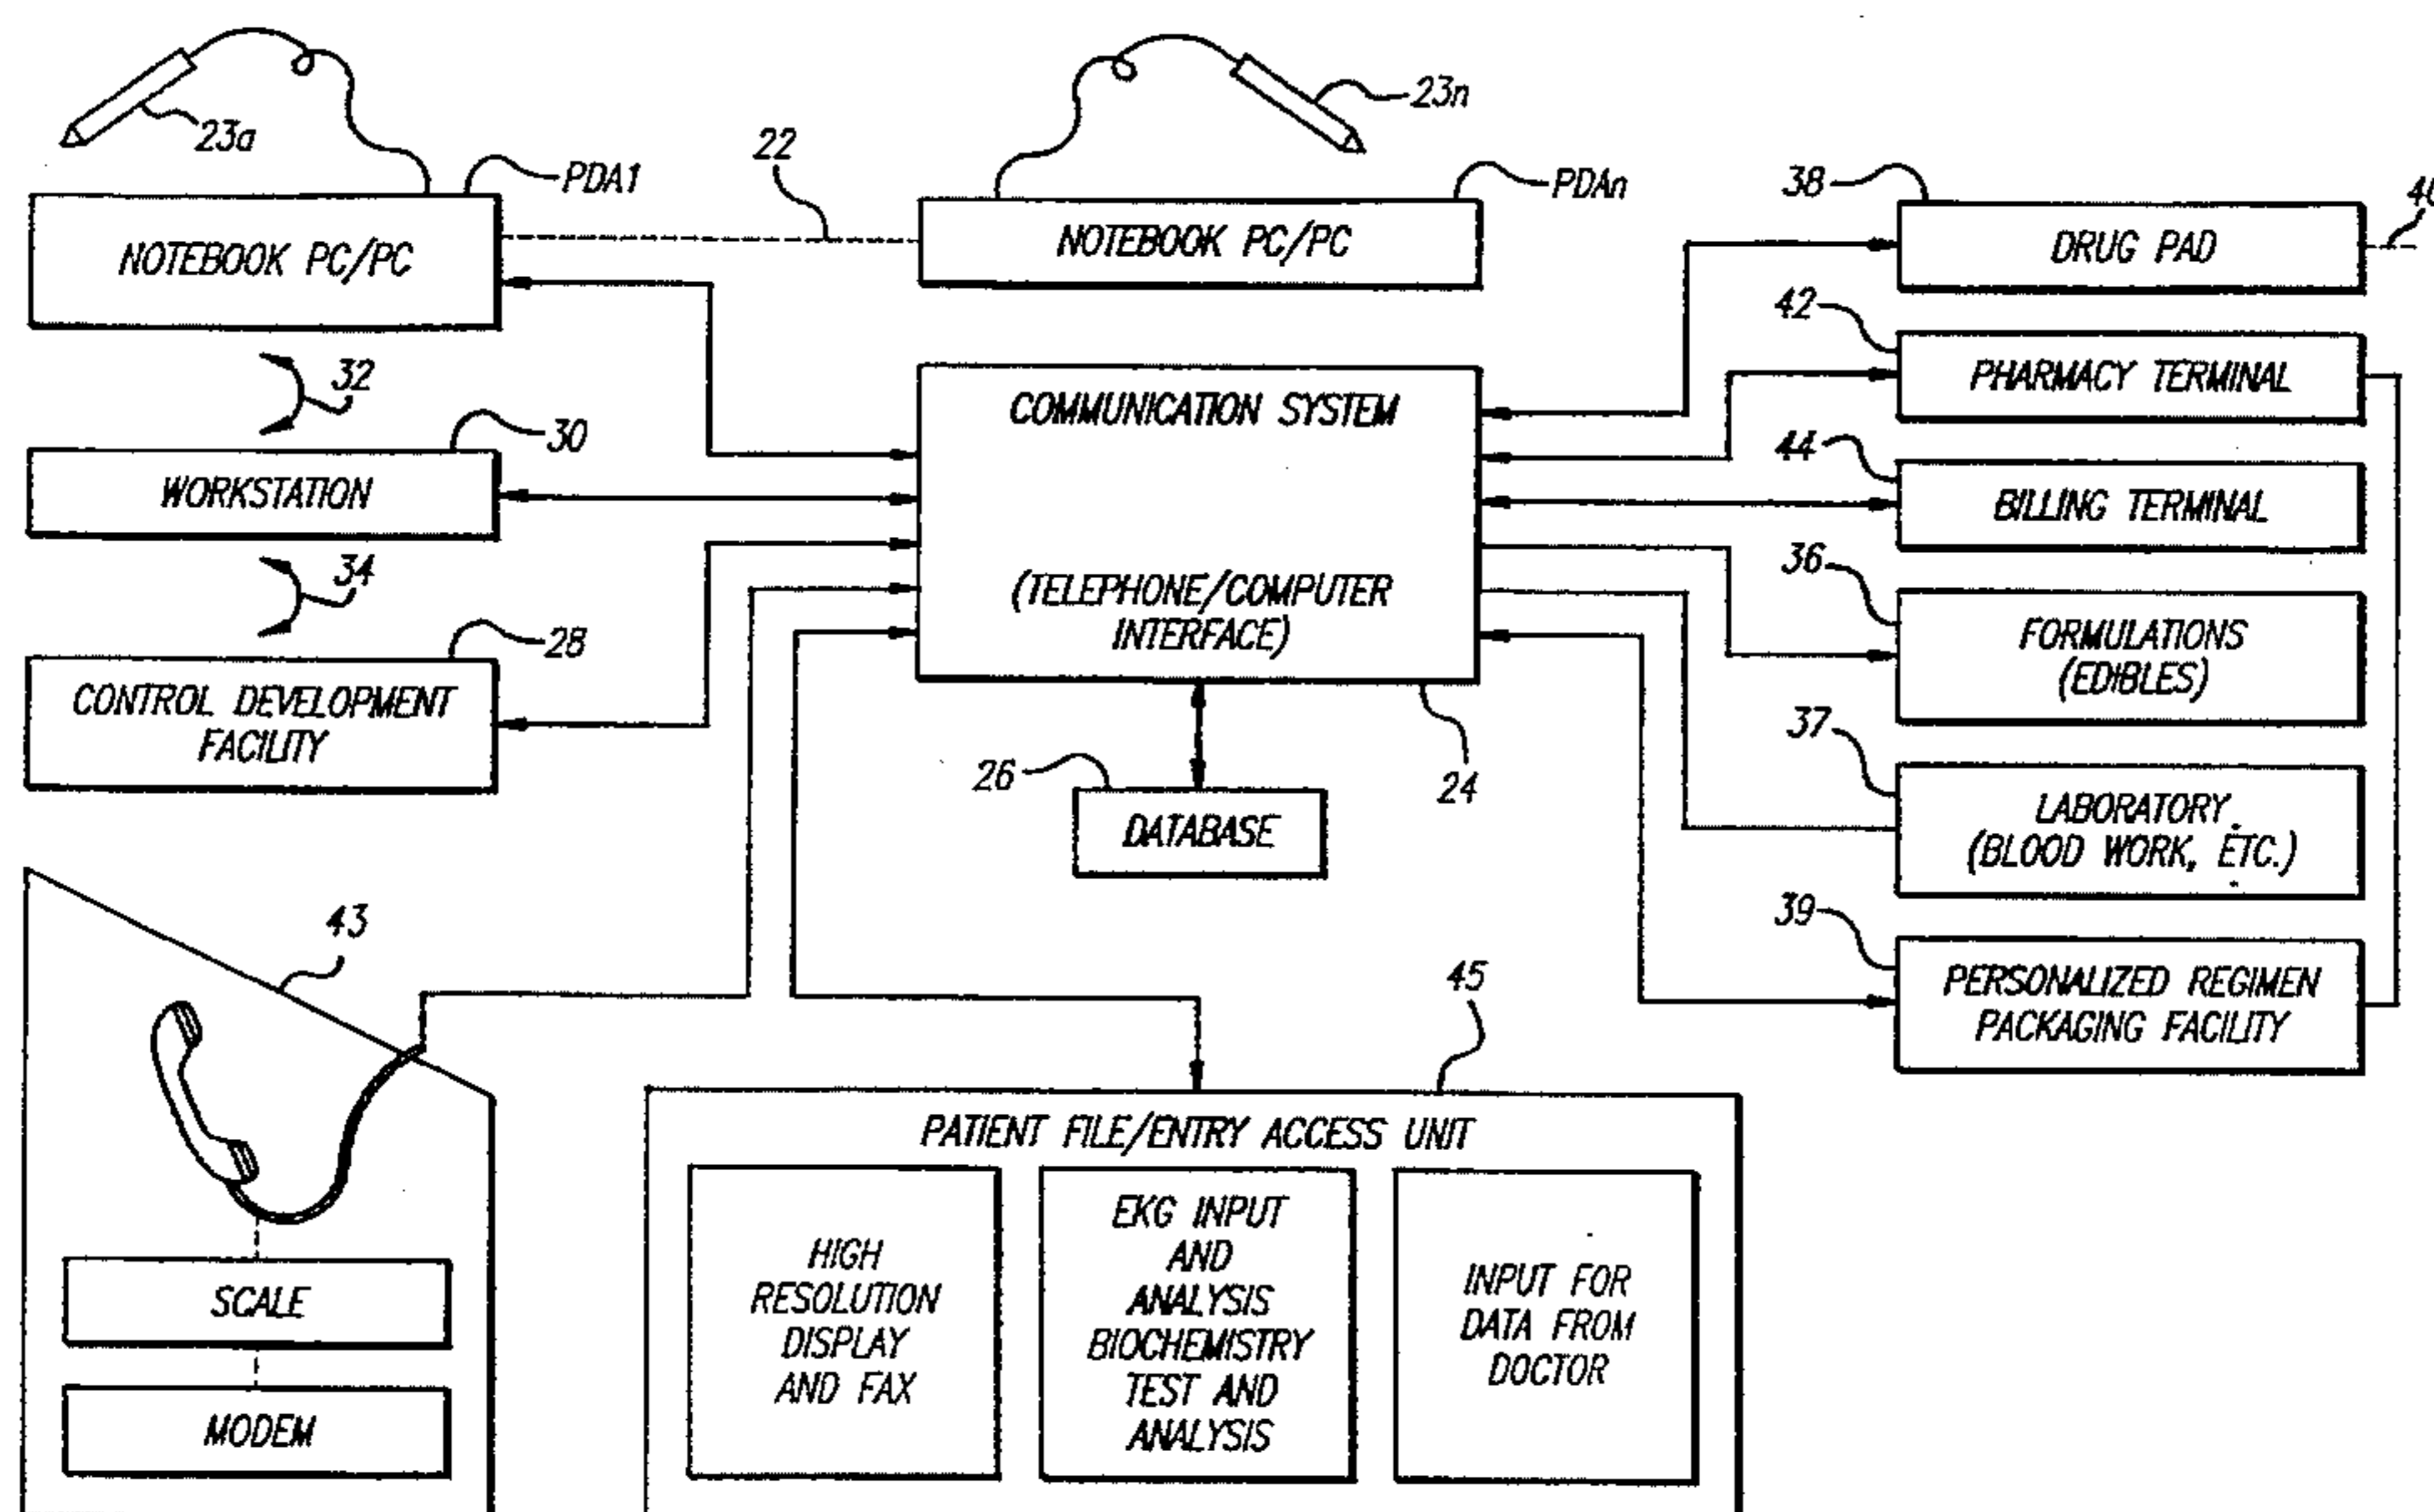 23a
23n
22
PDA1
PDAn
38
NOTEBOOK PC/PC
NOTEBOOK PC/PC
DRUG PAD
42
32
COMMUNICATION SYSTEM
PHARMACY TERMINAL
30
44
WORKSTATION
BILLING TERMINAL
34
(TELEPHONE/COMPUTER
INTERFACE)
36
28
FORMULATIONS
(EDIBLES)
CONTROL DEVELOPMENT
FACILITY
37
26
24
DATABASE
LABORATORY
(BLOOD WORK, ETC.)
43
39
45
PERSONALIZED REGIMEN
PACKAGING FACILITY
PATIENT FILE/ENTRY ACCESS UNIT
SCALE
MODEM
HIGH
RESOLUTION
DISPLAY
AND FAX
EKG INPUT
AND
ANALYSIS
BIOCHEMISTRY
TEST AND
ANALYSIS
INPUT FOR
DATA FROM
DOCTOR